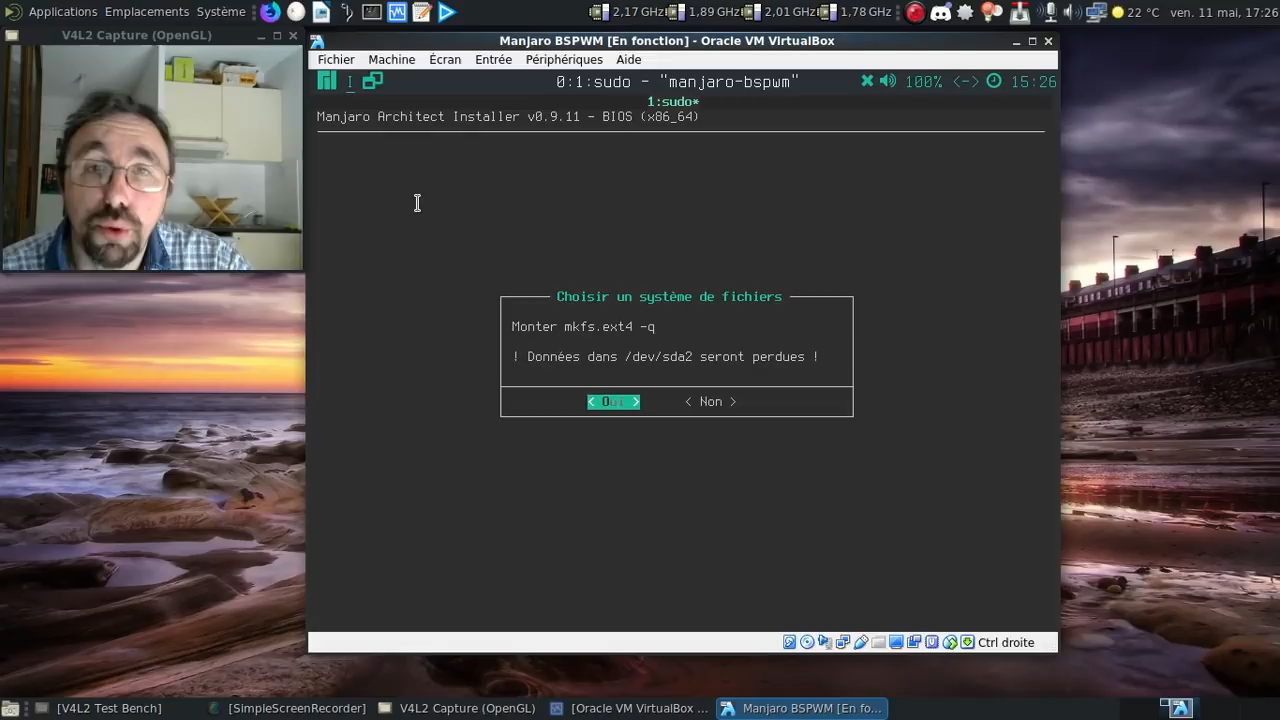 Applications Emplacements Système
2,17 GHz 1,89 GHz 2,01 GHz 1,78 GHz 22 °C ven. 11 mai, 17:26
V4L2 Capture (OpenGL)
Manjaro BSPWM [En fonction] - Oracle VM VirtualBox
Fichier Machine Écran Entrée Périphériques Aide
0:1:sudo - "manjaro-bspwm" 100% <-> 15:26
1:sudo*
Manjaro Architect Installer v0.9.11 - BIOS (x86_64)
Choisir un système de fichiers
Monter mkfs.ext4 -q
! Données dans /dev/sda2 seront perdues !
< Oui > < Non >
Ctrl droite
[V4L2 Test Bench] [SimpleScreenRecorder] V4L2 Capture (OpenGL) [Oracle VM VirtualBox ... Manjaro BSPWM [En fo...